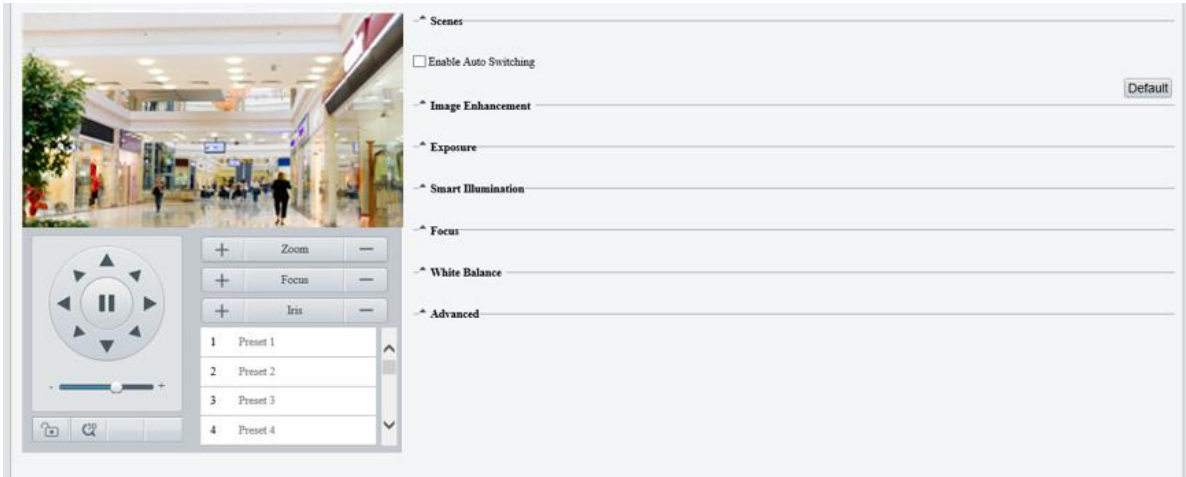 Scenes
Enable Auto Switching
Default
Image Enhancement
Exposure
Smart Illumination
Focus
White Balance
Advanced
+ Zoom −
+ Focus −
+ Iris −
1 Preset 1
2 Preset 2
3 Preset 3
4 Preset 4
- +
3D